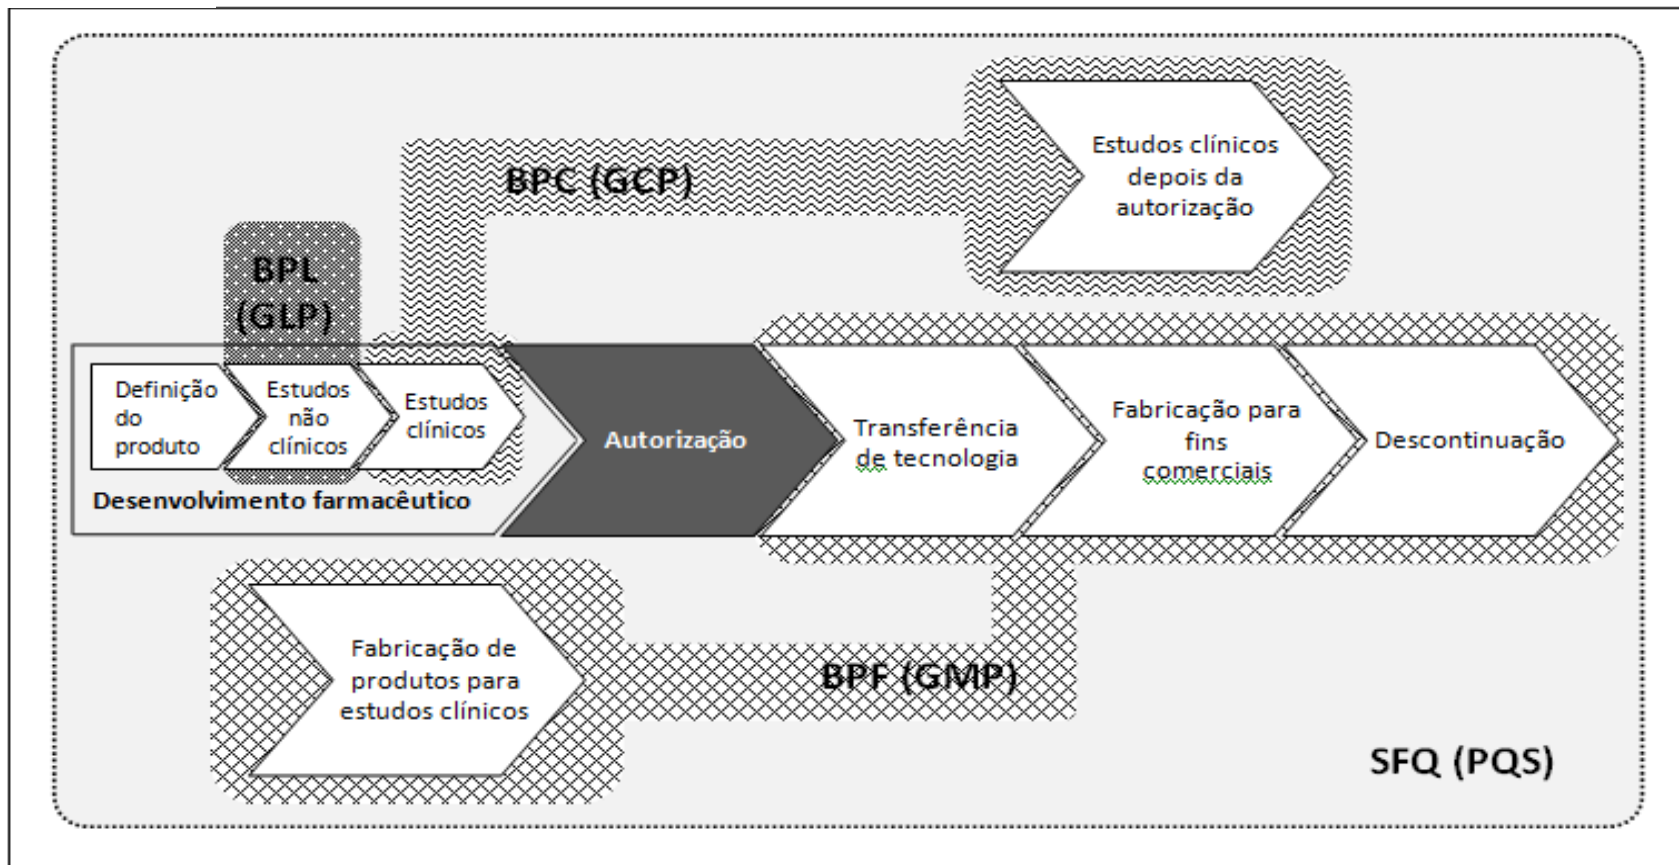 Estudos clínicos
depois da
autorização
BPC (GCP)
BPL
(GLP)
Definição
do
produto
Estudos
não
clínicos
Estudos
clínicos
Desenvolvimento farmacêutico
Autorização
Transferência
de tecnologia
Fabricação para
fins
comerciais
Descontinuação
Fabricação de
produtos para
estudos clínicos
BPF (GMP)
SFQ (PQS)